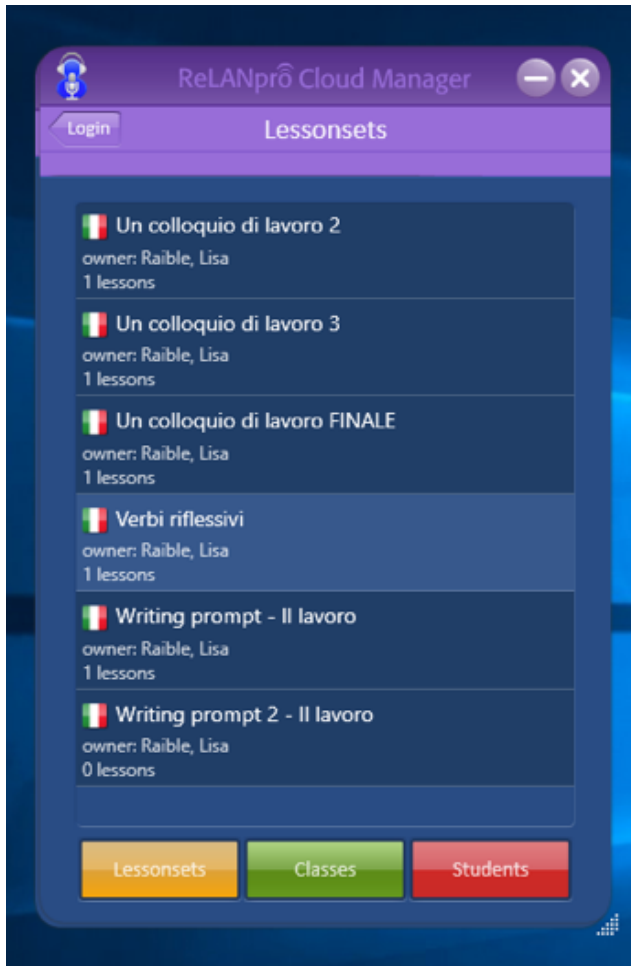 ReLANprô Cloud Manager
Login
Lessonsets
Un colloquio di lavoro 2
owner: Raible, Lisa
1 lessons
Un colloquio di lavoro 3
owner: Raible, Lisa
1 lessons
Un colloquio di lavoro FINALE
owner: Raible, Lisa
1 lessons
Verbi riflessivi
owner: Raible, Lisa
1 lessons
Writing prompt - Il lavoro
owner: Raible, Lisa
1 lessons
Writing prompt 2 - Il lavoro
owner: Raible, Lisa
0 lessons
Lessonsets
Classes
Students